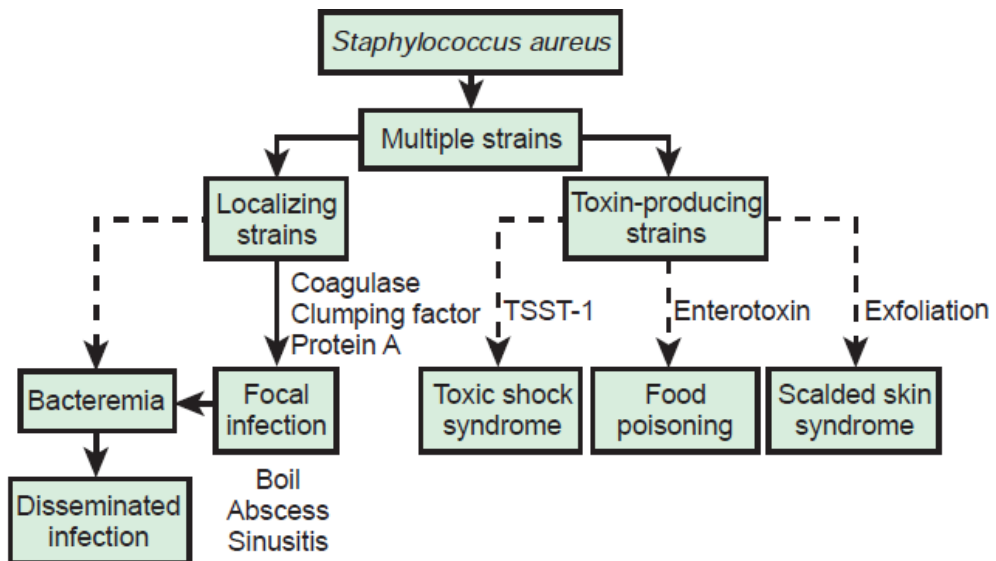 Staphylococcus aureus
Multiple strains
Localizing
strains
Toxin-producing
strains
Coagulase
Clumping factor
Protein A
TSST-1
Enterotoxin
Exfoliation
Bacteremia
Focal
infection
Toxic shock
syndrome
Food
poisoning
Scalded skin
syndrome
Disseminated
infection
Boil
Abscess
Sinusitis